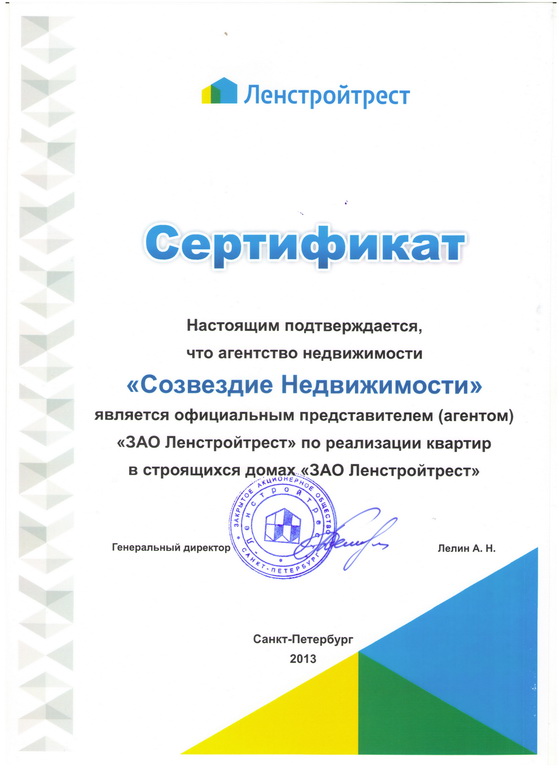 Ленстройтрест
Сертификат
Настоящим подтверждается,
что агентство недвижимости
«Созвездие Недвижимости»
является официальным представителем (агентом)
«ЗАО Ленстройтрест» по реализации квартир
в строящихся домах «ЗАО Ленстройтрест»
ЗАКРЫТОЕ АКЦИОНЕРНОЕ ОБЩЕСТВО
Ленстройтрест
САНКТ-ПЕТЕРБУРГ
Генеральный директор
Лелин А. Н.
Санкт-Петербург
2013